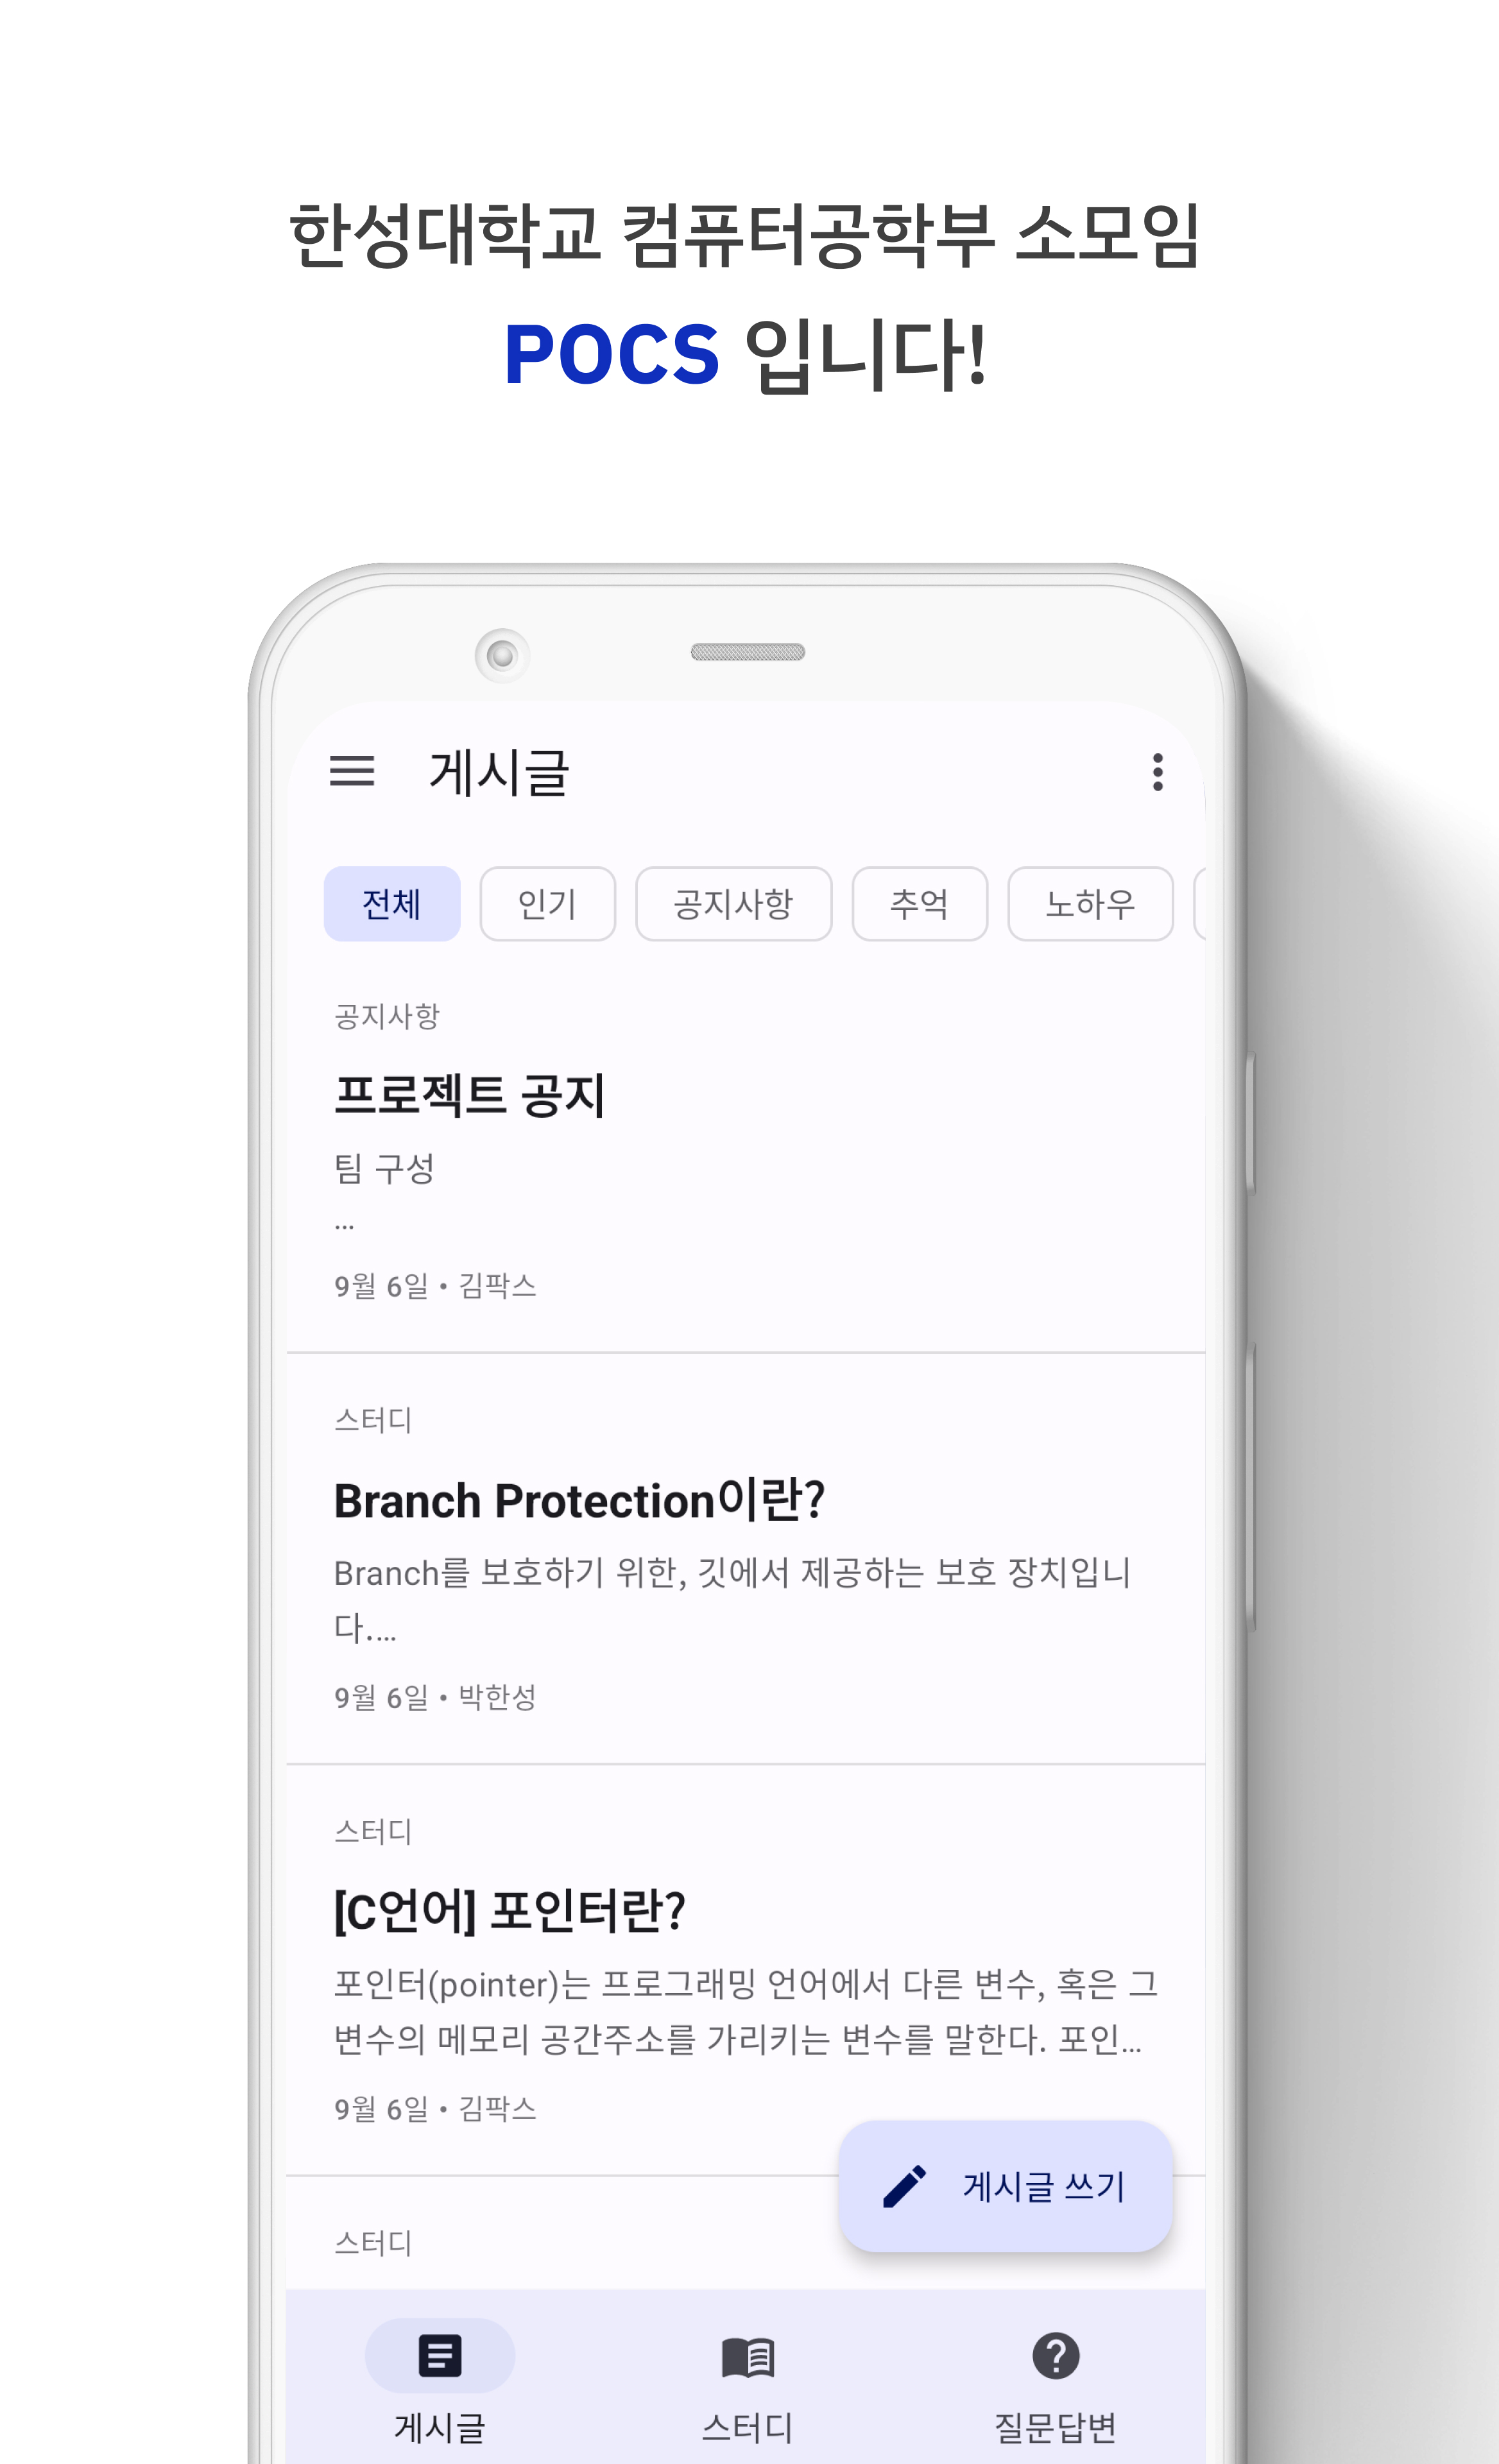 한성대학교 컴퓨터공학부 소모임
POCS 입니다!
게시글
전체 인기 공지사항 추억 노하우
공지사항
프로젝트 공지
팀 구성
...
9월 6일 • 김팍스
스터디
Branch Protection이란?
Branch를 보호하기 위한, 깃에서 제공하는 보호 장치입니
다....
9월 6일 • 박한성
스터디
[C언어] 포인터란?
포인터(pointer)는 프로그래밍 언어에서 다른 변수, 혹은 그
변수의 메모리 공간주소를 가리키는 변수를 말한다. 포인...
9월 6일 • 김팍스
게시글 쓰기
스터디
게시글 스터디 질문답변